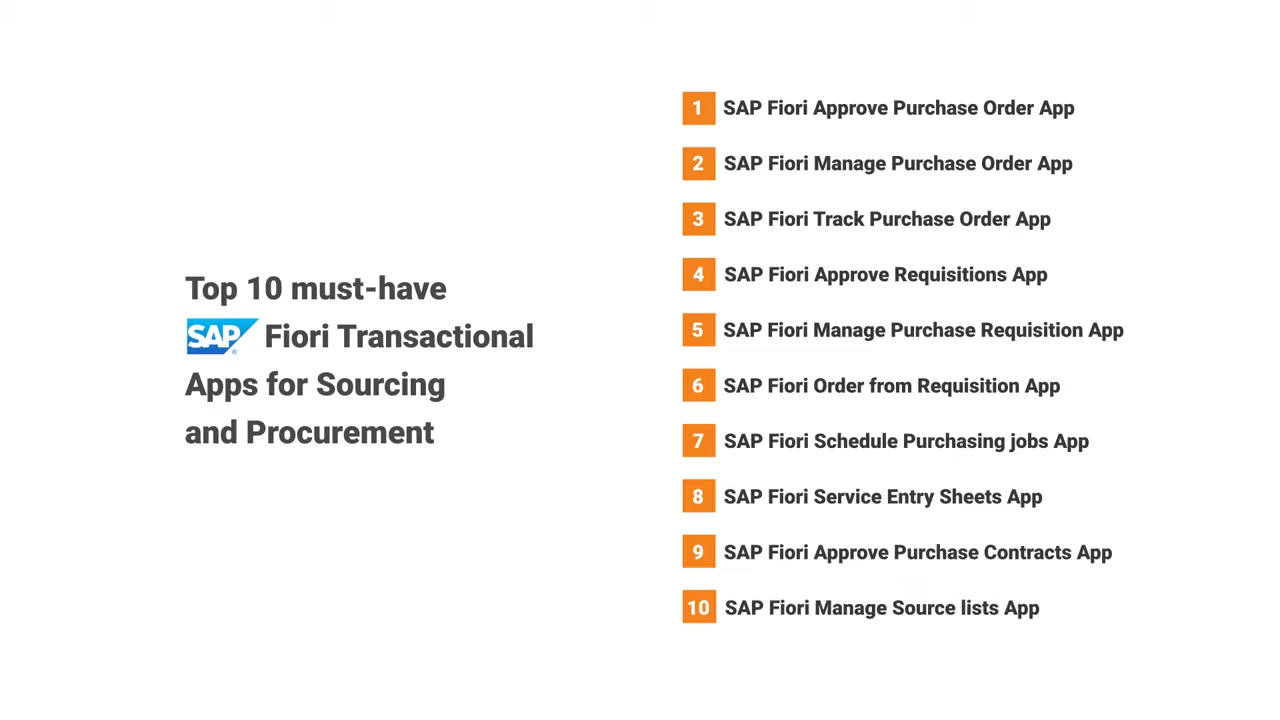 Top 10 must-have
SAP® Fiori Transactional
Apps for Sourcing
and Procurement
1 SAP Fiori Approve Purchase Order App
2 SAP Fiori Manage Purchase Order App
3 SAP Fiori Track Purchase Order App
4 SAP Fiori Approve Requisitions App
5 SAP Fiori Manage Purchase Requisition App
6 SAP Fiori Order from Requisition App
7 SAP Fiori Schedule Purchasing jobs App
8 SAP Fiori Service Entry Sheets App
9 SAP Fiori Approve Purchase Contracts App
10 SAP Fiori Manage Source lists App